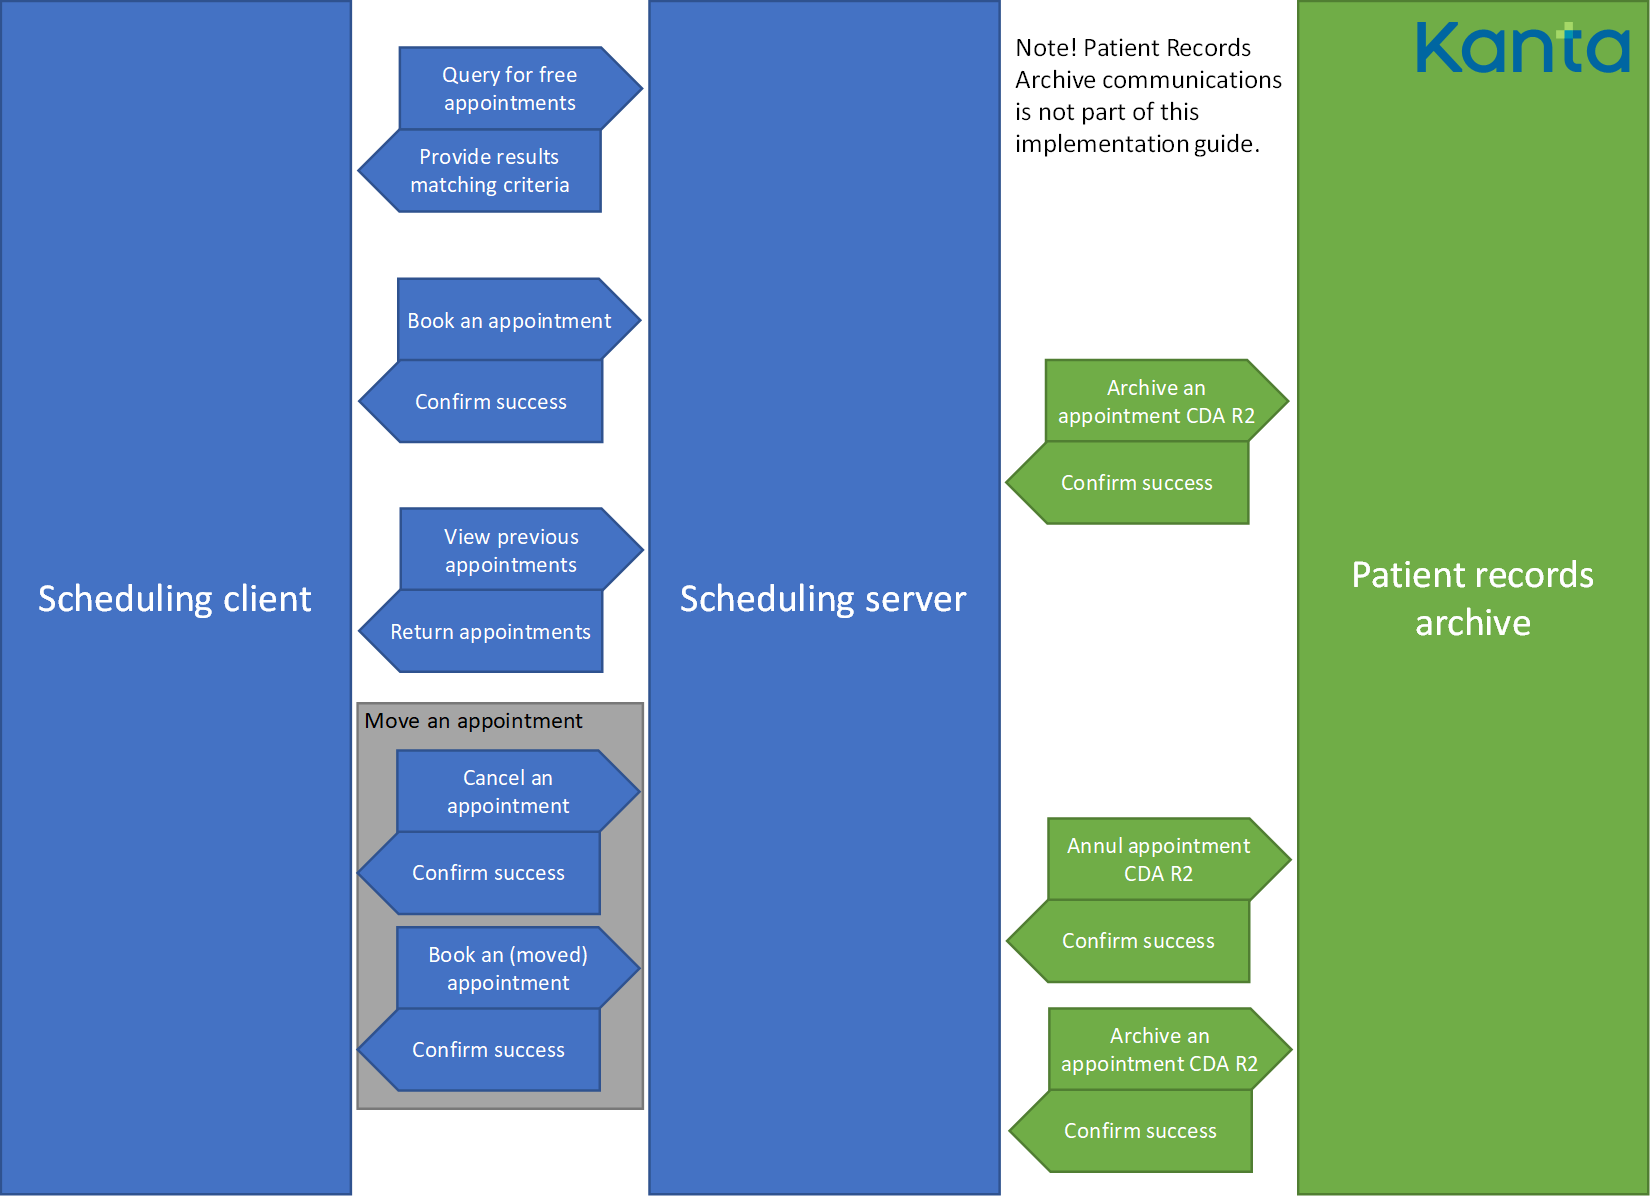 Kanta
Note! Patient Records
Archive communications
is not part of this
implementation guide.
Query for free
appointments
Provide results
matching criteria
Book an appointment
Confirm success
Archive an
appointment CDA R2
Confirm success
View previous
appointments
Return appointments
Scheduling client
Scheduling server
Patient records
archive
Move an appointment
Cancel an
appointment
Confirm success
Book an (moved)
appointment
Confirm success
Annul appointment
CDA R2
Confirm success
Archive an
appointment CDA R2
Confirm success